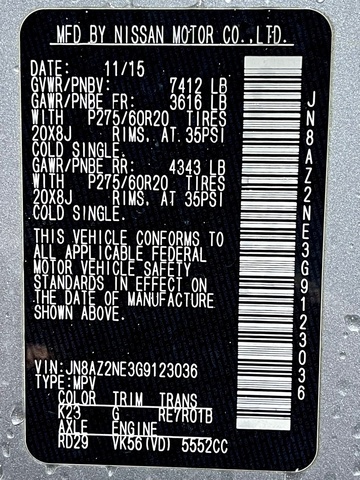 MFD BY NISSAN MOTOR CO.,LTD.
DATE: 11/15
GVWR/PNBV: 7412 LB
GAWR/PNBE FR: 3616 LB
WITH P275/60R20 TIRES
20X8J RIMS. AT 35PSI
COLD SINGLE.
GAWR/PNBE RR: 4343 LB
WITH P275/60R20 TIRES
20X8J RIMS. AT 35PSI
COLD SINGLE.
THIS VEHICLE CONFORMS TO
ALL APPLICABLE FEDERAL
MOTOR VEHICLE SAFETY
STANDARDS IN EFFECT ON
THE DATE OF MANUFACTURE
SHOWN ABOVE.
VIN:JN8AZ2NE3G9123036
TYPE:MPV
COLOR TRIM TRANS
K23 G RE7R01B
AXLE ENGINE
RD29 VK56(VD) 5552CC
JN8AZ2NE3G9123036